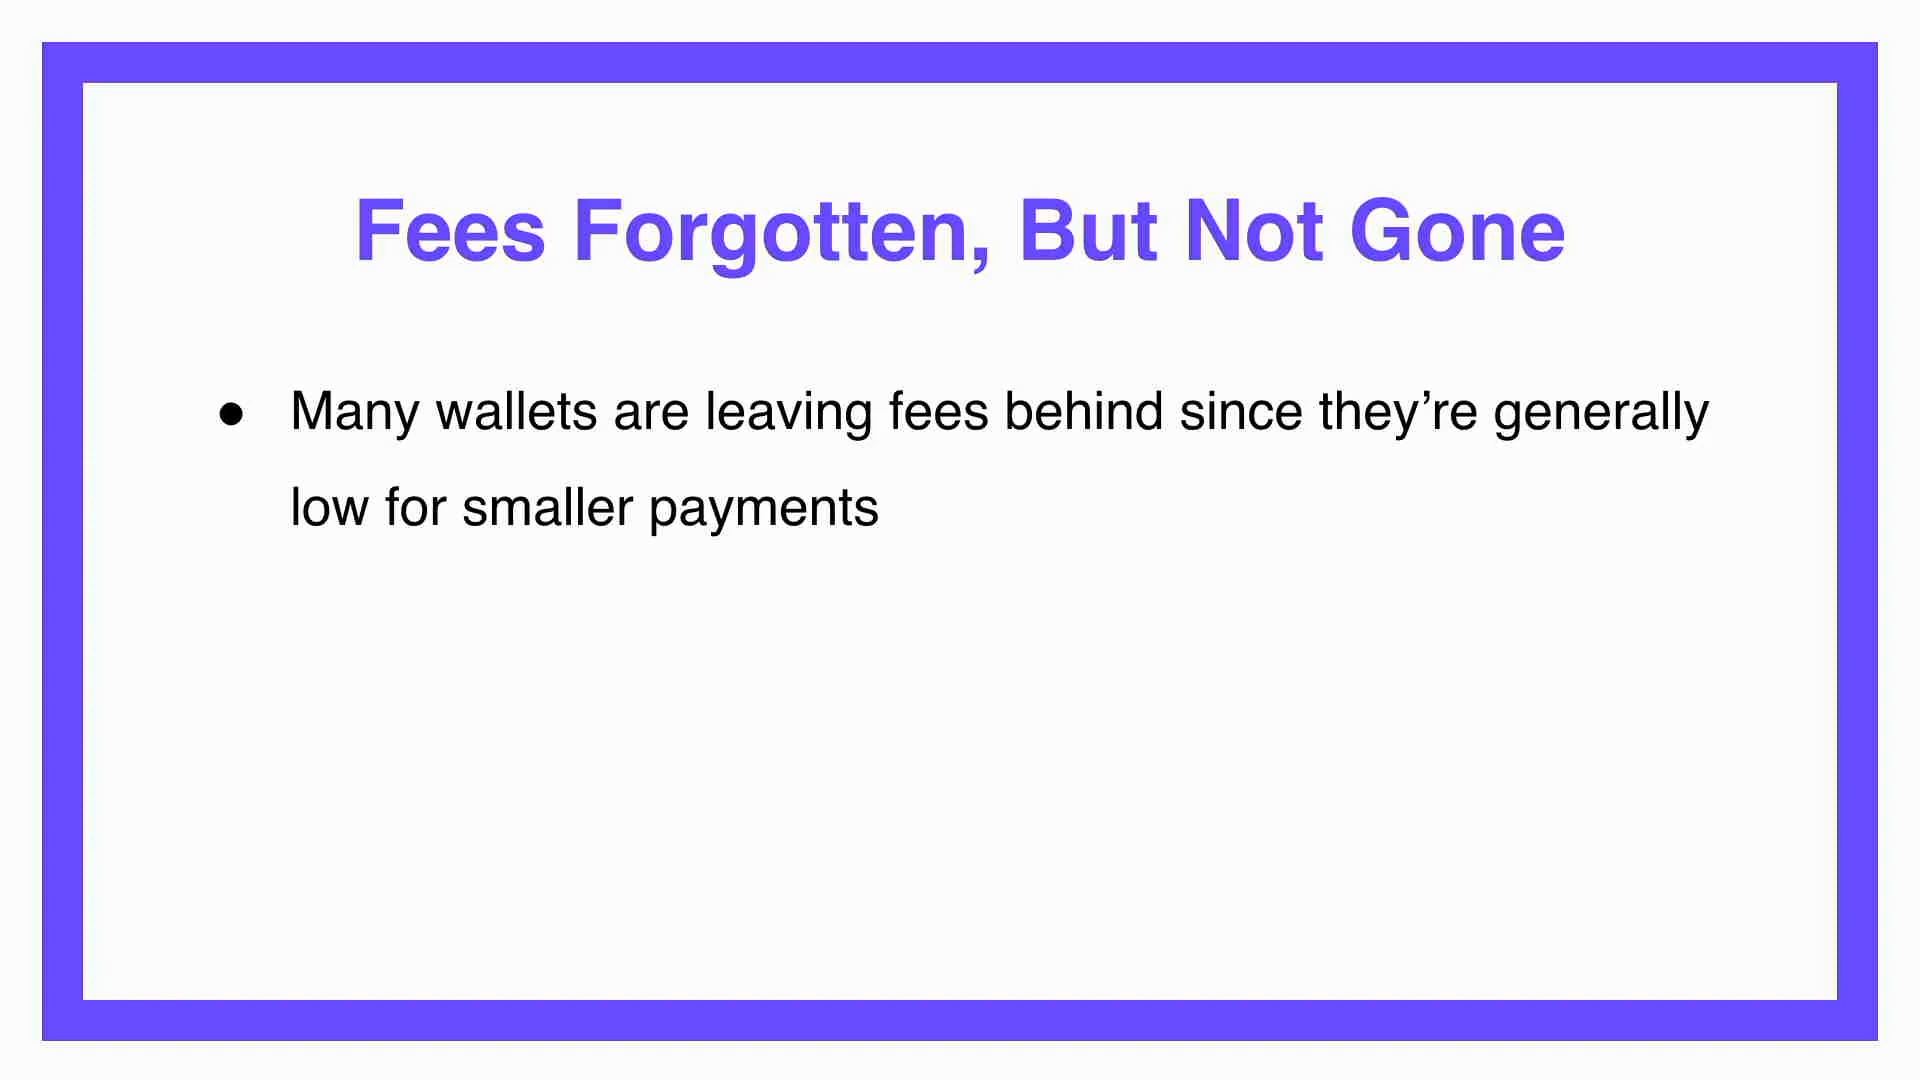 Fees Forgotten, But Not Gone
● Many wallets are leaving fees behind since they’re generally
low for smaller payments